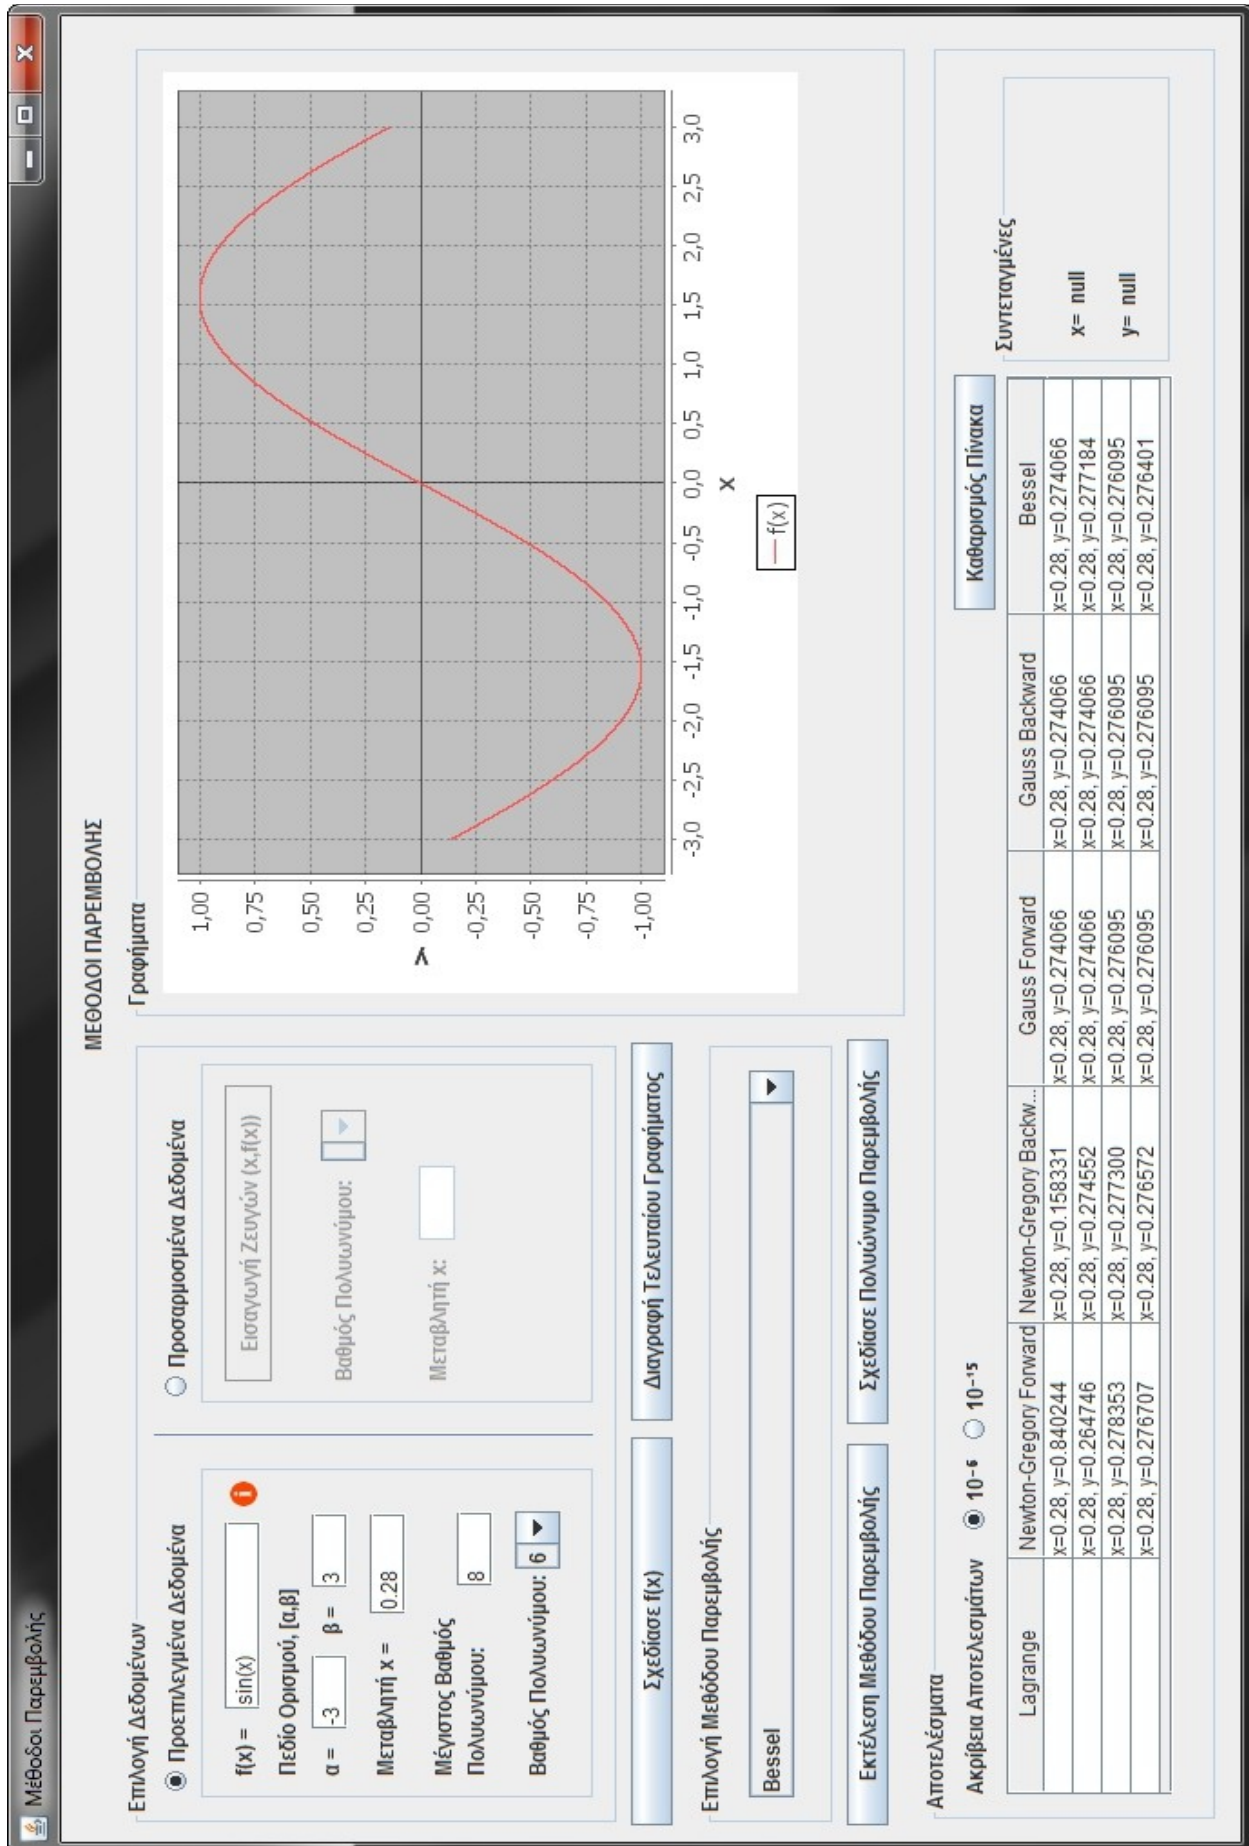 Μέθοδοι Παρεμβολής
ΜΕΘΟΔΟΙ ΠΑΡΕΜΒΟΛΗΣ
Επιλογή Δεδομένων
Προεπιλεγμένα Δεδομένα
f(x) = sin(x)
Πεδίο Ορισμού, [α,β]
α = -3 β = 3
Μεταβλητή x = 0.28
Μέγιστος Βαθμός
Πολυωνύμου: 8
Βαθμός Πολυωνύμου: 6
Προσαρμοσμένα Δεδομένα
Εισαγωγή Ζευγών (x,f(x))
Βαθμός Πολυωνύμου:
Μεταβλητή x:
Σχεδίασε f(x)
Διαγραφή Τελευταίου Γραφήματος
Επιλογή Μεθόδου Παρεμβολής
Bessel
Εκτέλεση Μεθόδου Παρεμβολής
Σχεδίασε Πολυώνυμο Παρεμβολής
Γραφήματα
1,00
0,75
0,50
0,25
0,00
-0,25
-0,50
-0,75
-1,00
Y
-3,0 -2,5 -2,0 -1,5 -1,0 -0,5 0,0 0,5 1,0 1,5 2,0 2,5 3,0
X
f(x)
Αποτελέσματα
Ακρίβεια Αποτελεσμάτων 10⁻⁶ 10⁻¹⁵
Καθαρισμός Πίνακα
Lagrange Newton-Gregory Forward Newton-Gregory Backw... Gauss Forward Gauss Backward Bessel
x=0.28, y=0.840244 x=0.28, y=0.158331 x=0.28, y=0.274066 x=0.28, y=0.274066 x=0.28, y=0.274066
x=0.28, y=0.264746 x=0.28, y=0.274552 x=0.28, y=0.274066 x=0.28, y=0.274066 x=0.28, y=0.277184
x=0.28, y=0.278353 x=0.28, y=0.277300 x=0.28, y=0.276095 x=0.28, y=0.276095 x=0.28, y=0.276095
x=0.28, y=0.276707 x=0.28, y=0.276572 x=0.28, y=0.276095 x=0.28, y=0.276095 x=0.28, y=0.276401
Συντεταγμένες
x= null
y= null